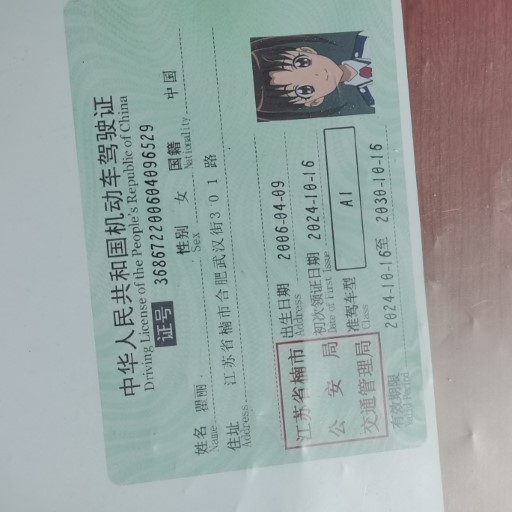 中华人民共和国机动车驾驶证
Driving License of the People's Republic of China
证号 368672200604096529
姓名 瞿丽 性别 女 国籍 中国
Name Sex Nationality
住址 江苏省楠市合肥武汉街301路
Address
出生日期 2006-04-09
Address
初次领证日期 2024-10-16
Date of First Issue
准驾车型 A1
Class
江苏省楠市
公安局
交通管理局
有效期限 2024-10-16至 2030-10-16
Valid Period